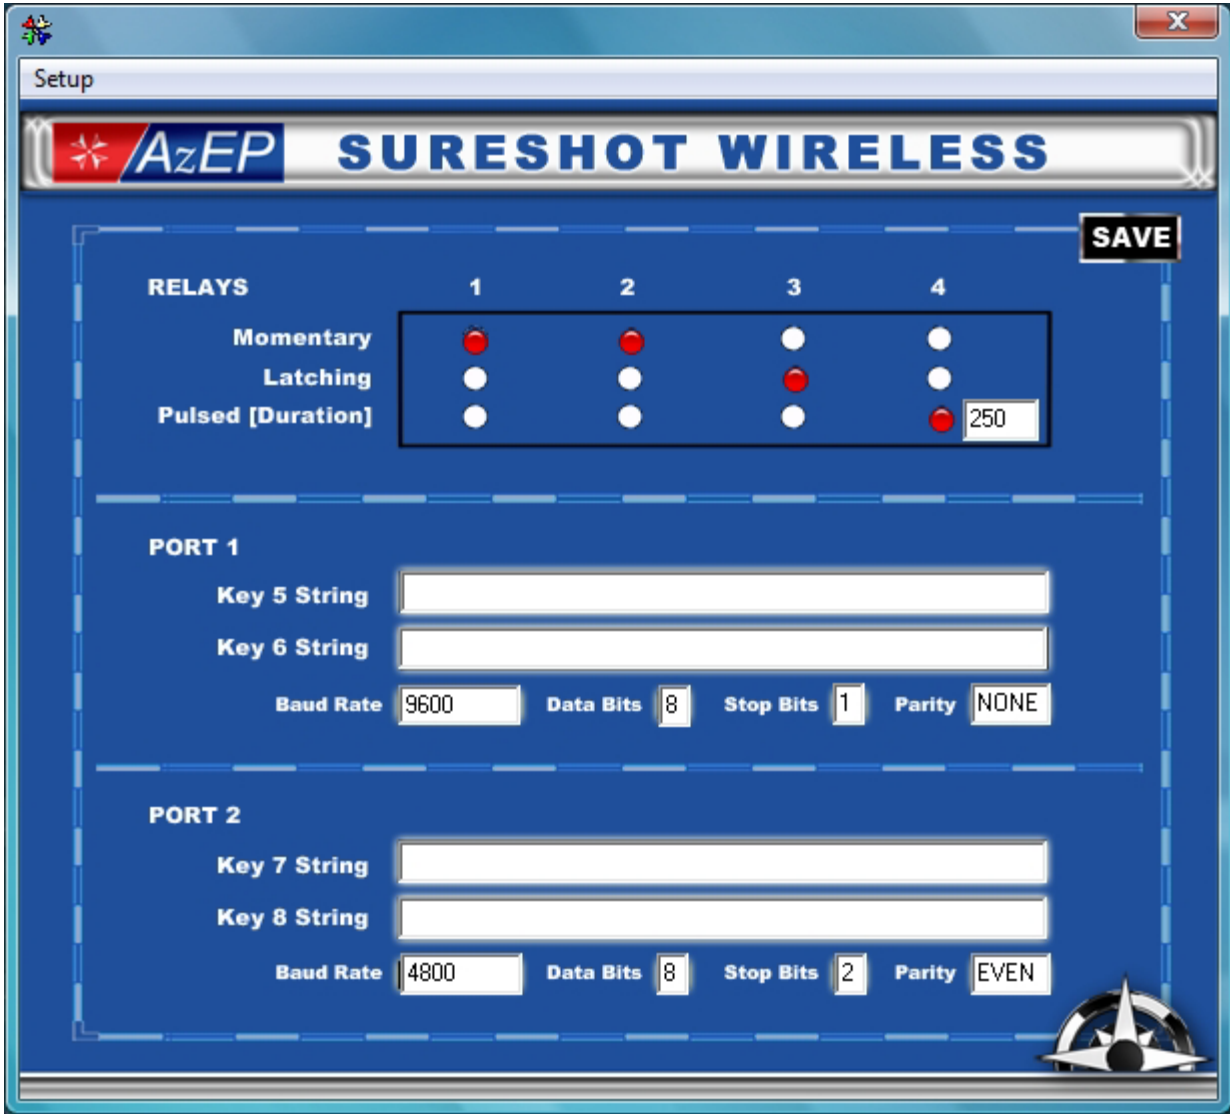 Setup
AzEP SURESHOT WIRELESS
SAVE
RELAYS 1 2 3 4
Momentary
Latching
Pulsed [Duration] 250
PORT 1
Key 5 String
Key 6 String
Baud Rate 9600 Data Bits 8 Stop Bits 1 Parity NONE
PORT 2
Key 7 String
Key 8 String
Baud Rate 4800 Data Bits 8 Stop Bits 2 Parity EVEN